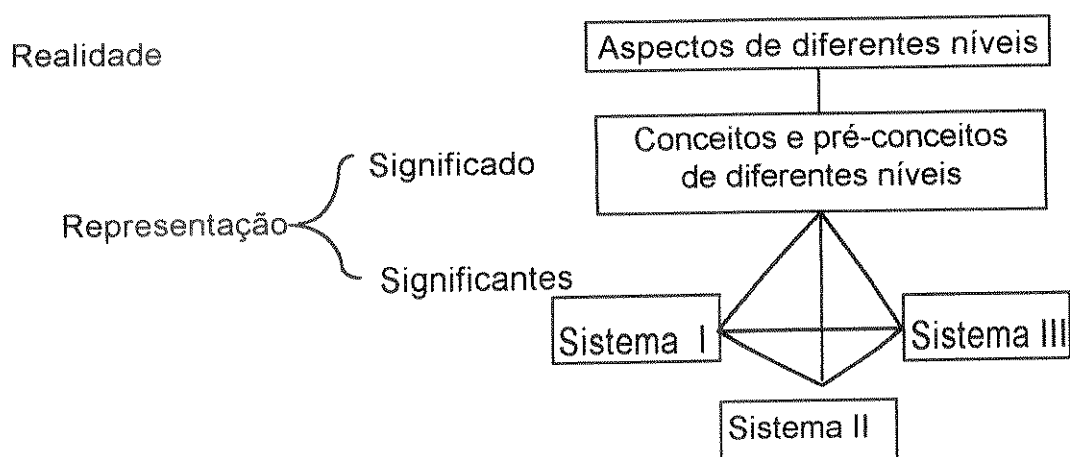 Realidade
Aspectos de diferentes níveis
Conceitos e pré-conceitos
de diferentes níveis
Significado
Representação
Significantes
Sistema I
Sistema III
Sistema II